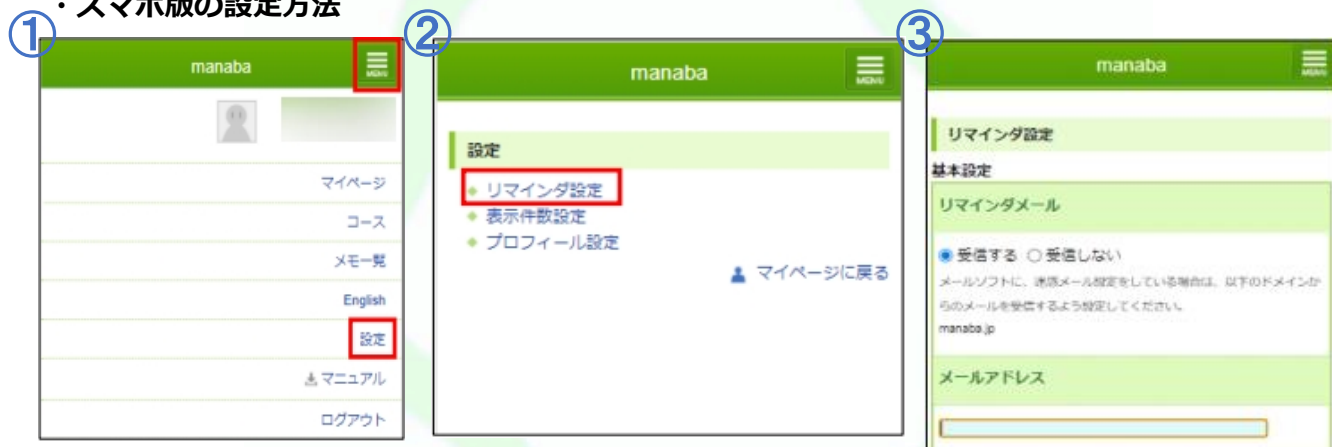 ・スマホ版の設定方法
①
manaba
MENU
マイページ
コース
メモ一覧
English
設定
マニュアル
ログアウト
②
manaba
MENU
設定
リマインダ設定
表示件数設定
プロフィール設定
マイページに戻る
③
manaba
MENU
リマインダ設定
基本設定
リマインダメール
受信する 受信しない
メールソフトに、迷惑メール設定をしている場合は、以下のドメインか
らのメールを受信するよう設定してください。
manaba.jp
メールアドレス